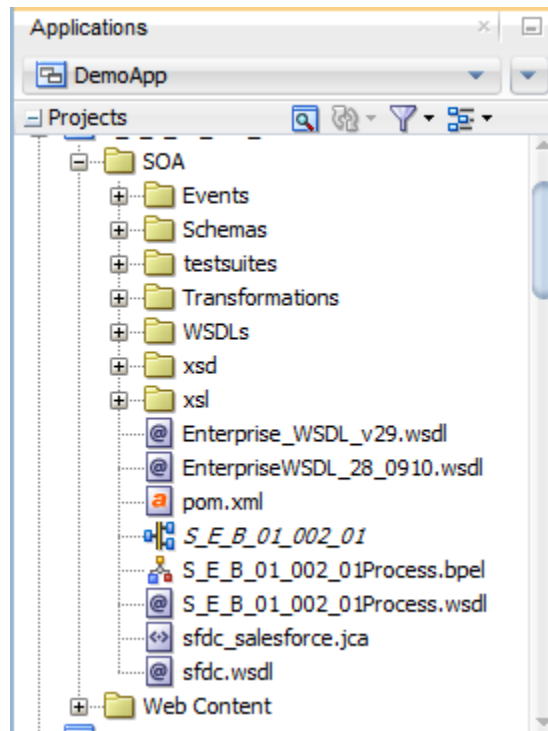 Applications
DemoApp
Projects
SOA
Events
Schemas
testsuites
Transformations
WSDLs
xsd
xsl
Enterprise_WSDL_v29.wsdl
EnterpriseWSDL_28_0910.wsdl
pom.xml
S_E_B_01_002_01
S_E_B_01_002_01Process.bpel
S_E_B_01_002_01Process.wsdl
sfdc_salesforce.jca
sfdc.wsdl
Web Content